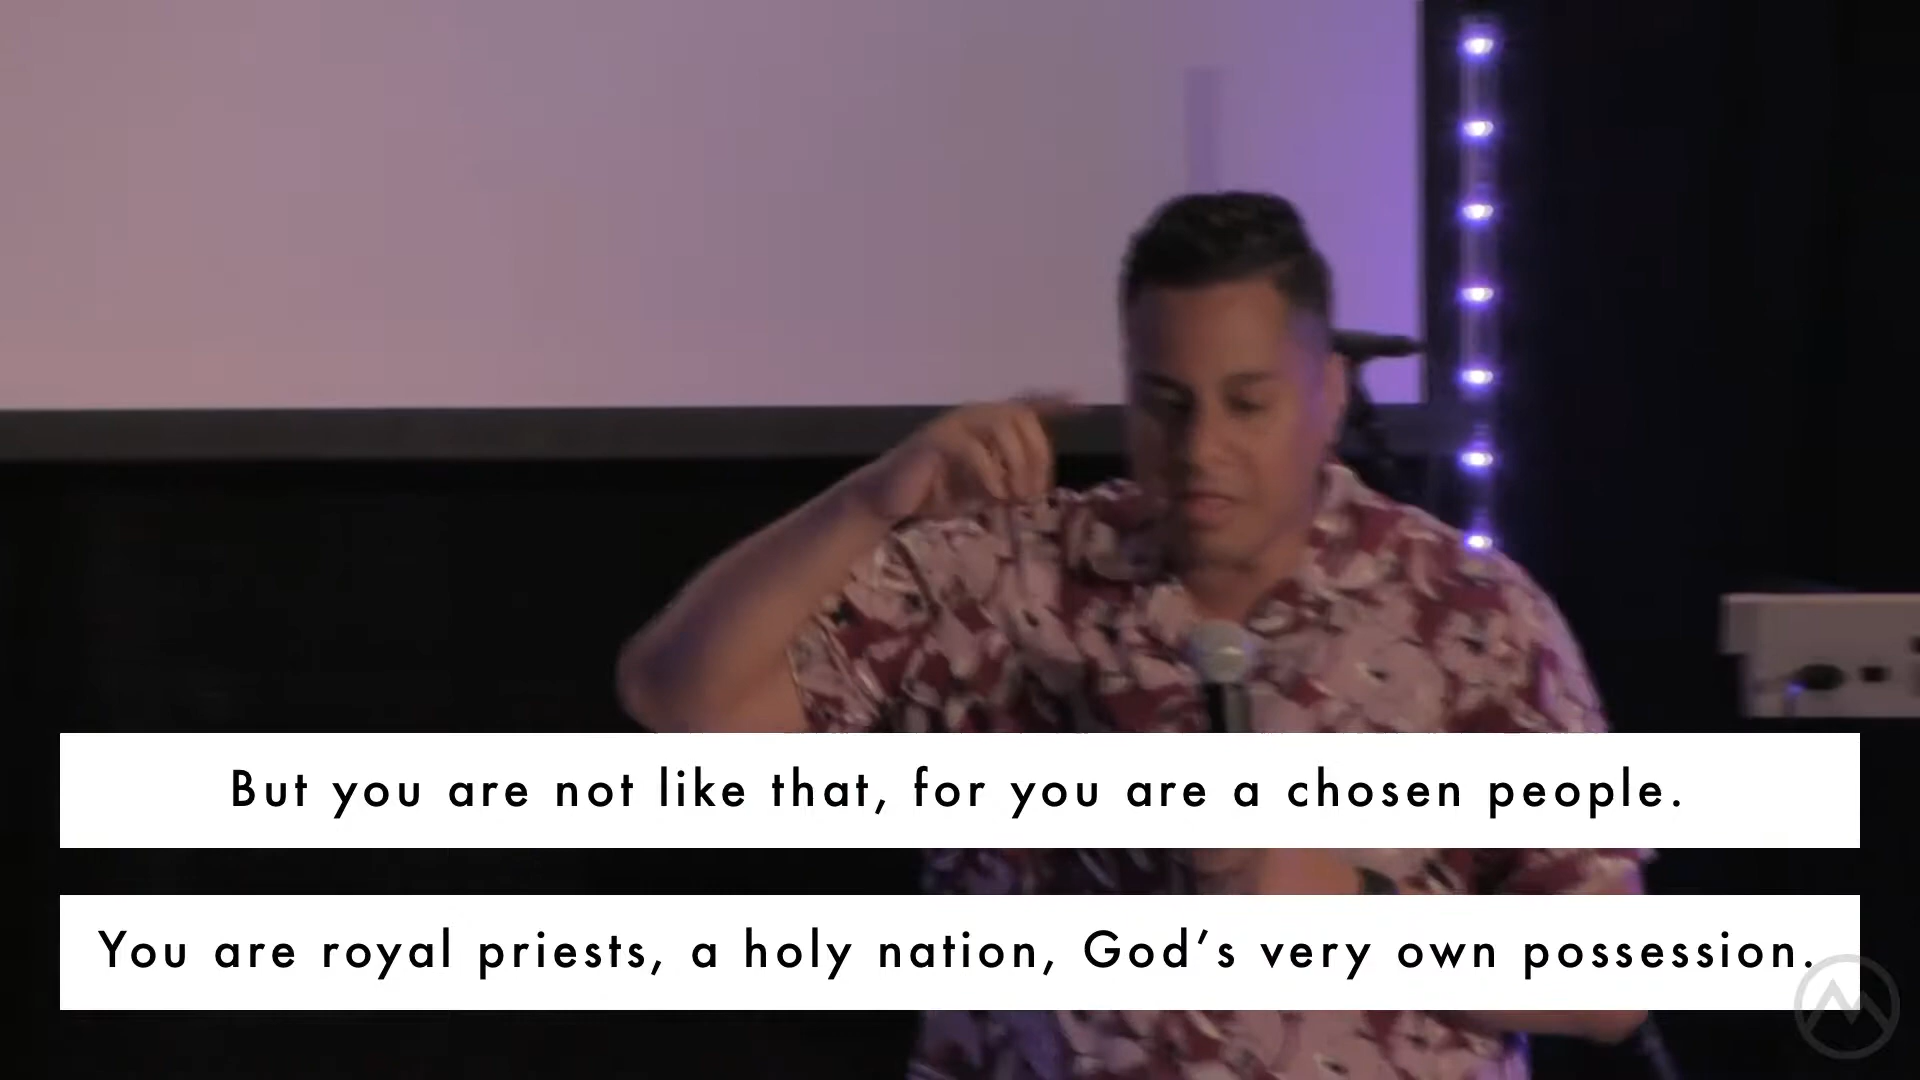 But you are not like that, for you are a chosen people.
You are royal priests, a holy nation, God’s very own possession.